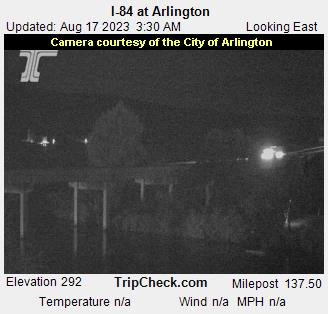 I-84 at Arlington
Updated: Aug 17 2023 3:30 AM Looking East
Camera courtesy of the City of Arlington
Elevation 292 TripCheck.com Milepost 137.50
Temperature n/a Wind n/a MPH n/a